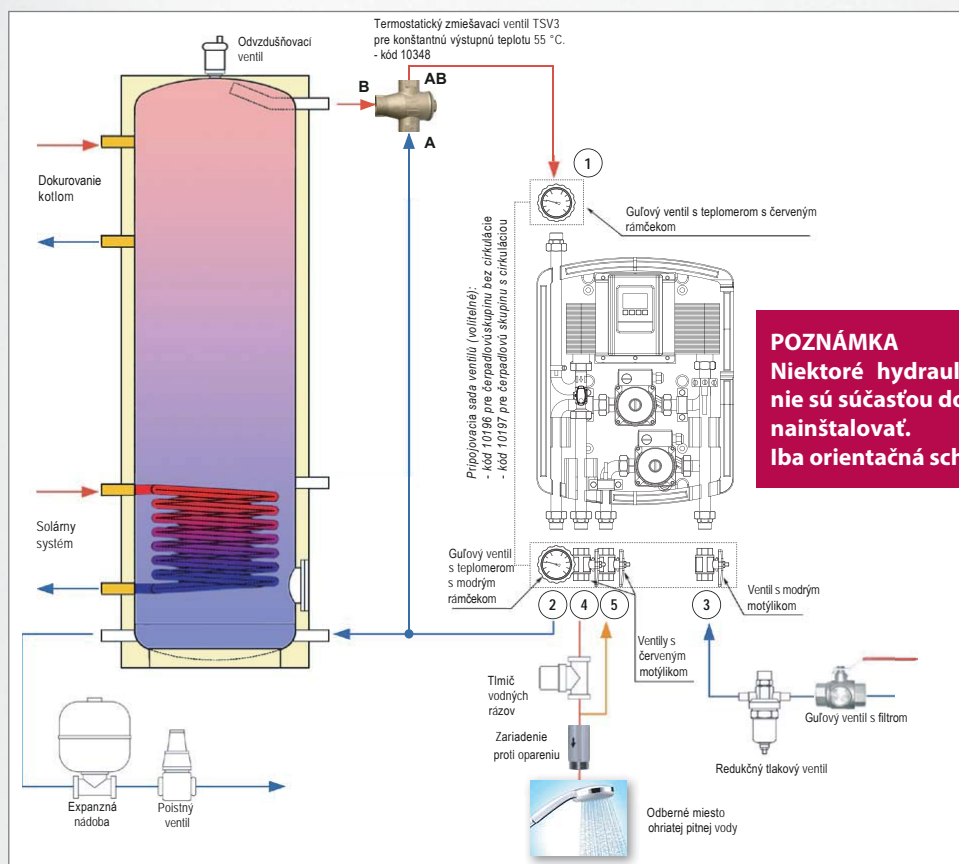 Termostatický zmiešavací ventil TSV3
pre konštantnú výstupnú teplotu 55 °C.
- kód 10348
Odvzdušňovací
ventil
B
AB
A
1
Dokurovanie
kotlom
Guľový ventil s teplomerom s červeným
rámčekom
Pripojovacia sada ventilů (volitelné):
- kód 10196 pre čerpadlovúskupinu bez cirkulácie
- kód 10197 pre čerpadlovú skupinu s cirkuláciou
POZNÁMKA
Niektoré hydraul
nie sú súčasťou do
nainštalovať.
Iba orientačná sch
Solárny
systém
Guľový ventil
s teplomerom
s modrým
rámčekom
2
4
5
3
Ventil s modrým
motýlikom
Ventily s
červeným
motýlikom
Tlmič
vodných
rázov
Zariadenie
proti opareniu
Guľový ventil s filtrom
Redukčný tlakový ventil
Expanzná
nádoba
Poistný
ventil
Odberné miesto
ohriatej pitnej vody